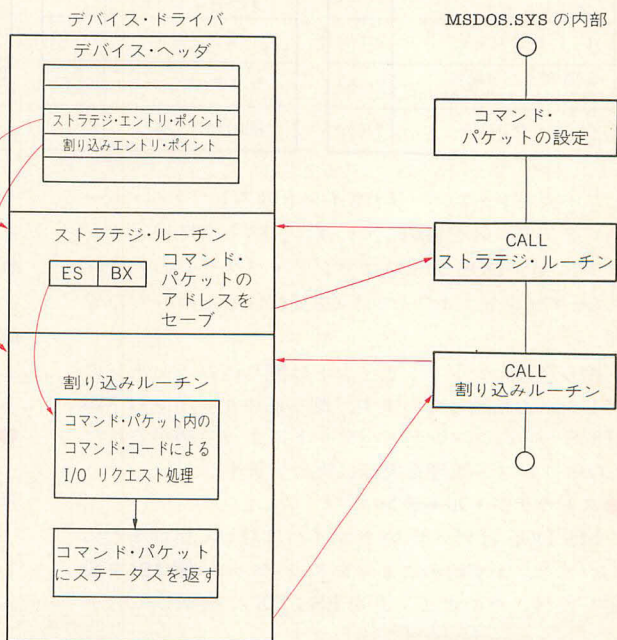 デバイス・ドライバ
デバイス・ヘッダ
ストラテジ・エントリ・ポイント
割り込みエントリ・ポイント
ストラテジ・ルーチン
ES BX
コマンド・
パケットの
アドレスを
セーブ
割り込みルーチン
コマンド・パケット内の
コマンド・コードによる
I/O リクエスト処理
コマンド・パケット
にステータスを返す
MSDOS.SYS の内部
コマンド・
パケットの設定
CALL
ストラテジ・ルーチン
CALL
割り込みルーチン